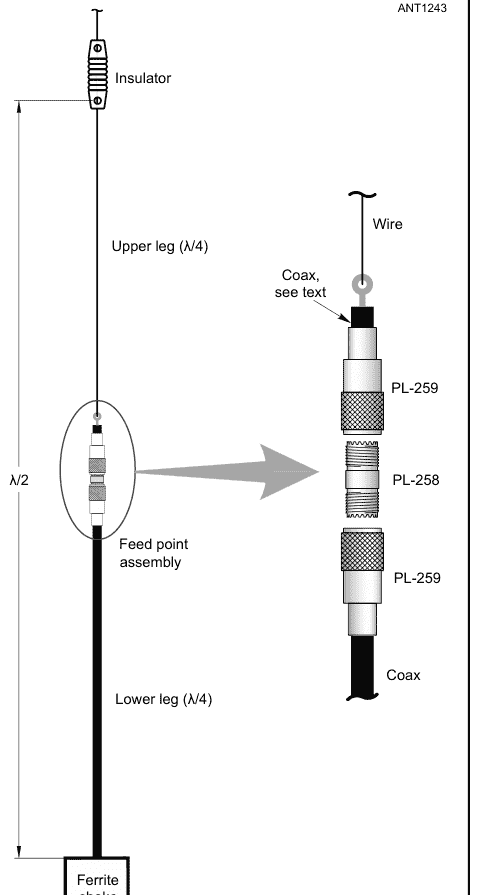 ANT1243
Insulator
Upper leg (λ/4)
Wire
Coax,
see text
PL-259
PL-258
λ/2
Feed point
assembly
PL-259
Coax
Lower leg (λ/4)
Ferrite